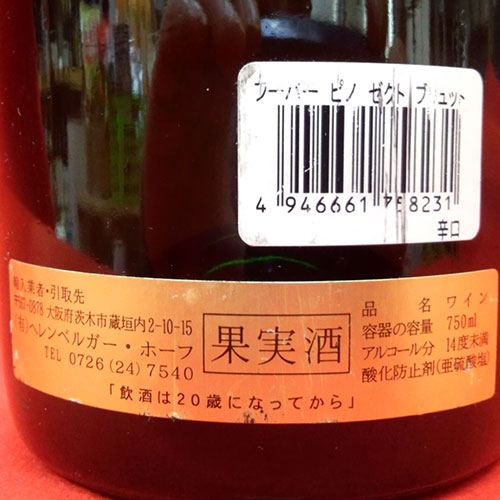 フーバー ピノ ゼクト ブリュット
4 946661 758231
辛口
輸入業者・引取先
〒567-0878 大阪府茨木市蔵垣内2-10-15
(有)ヘレンベルガー・ホーフ
TEL 0726 (24) 7540
果実酒
品 名 ワイン
容器の容量 750ml
アルコール分 14度未満
酸化防止剤(亜硫酸塩)
「飲酒は20歳になってから」